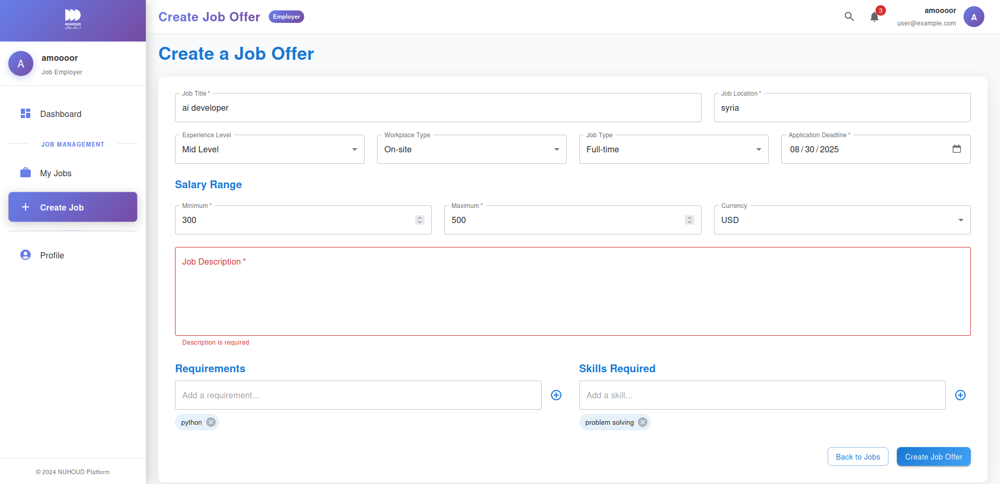 NUHOUD
نـــهـــوض
amoooor
A
Job Employer
Dashboard
JOB MANAGEMENT
My Jobs
Create Job
Profile
© 2024 NUHOUD Platform
Create Job Offer
Employer
3
amoooor
user@example.com
A
Create a Job Offer
Job Title *
ai developer
Job Location *
syria
Experience Level
Mid Level
Workplace Type
On-site
Job Type
Full-time
Application Deadline *
08/30/2025
Salary Range
Minimum *
300
Maximum *
500
Currency
USD
Job Description *
Description is required
Requirements
Add a requirement...
python
Skills Required
Add a skill...
problem solving
Back to Jobs
Create Job Offer